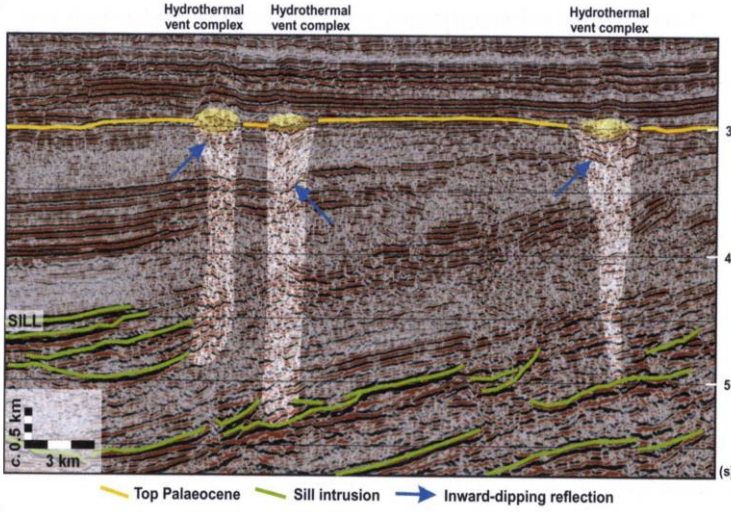 Hydrothermal
vent complex
Hydrothermal
vent complex
Hydrothermal
vent complex
3
4
SILL
5
c. 0.5 km
3 km
(s)
Top Palaeocene
Sill intrusion
Inward-dipping reflection